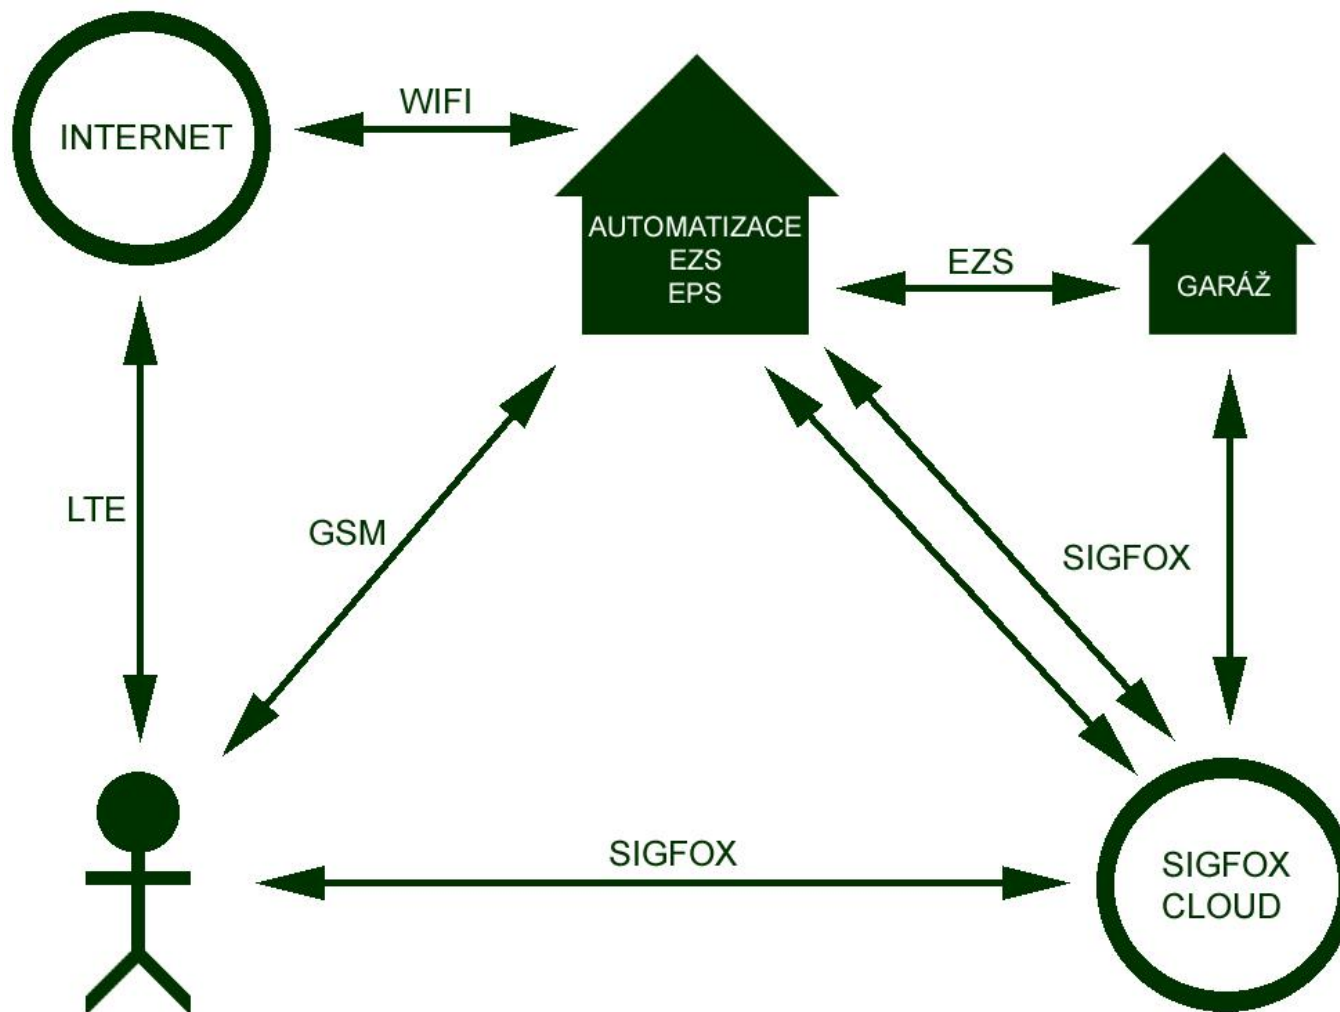 WIFI
INTERNET
AUTOMATIZACE
EZS
EPS
EZS
GARÁŽ
LTE
GSM
SIGFOX
SIGFOX
SIGFOX
CLOUD